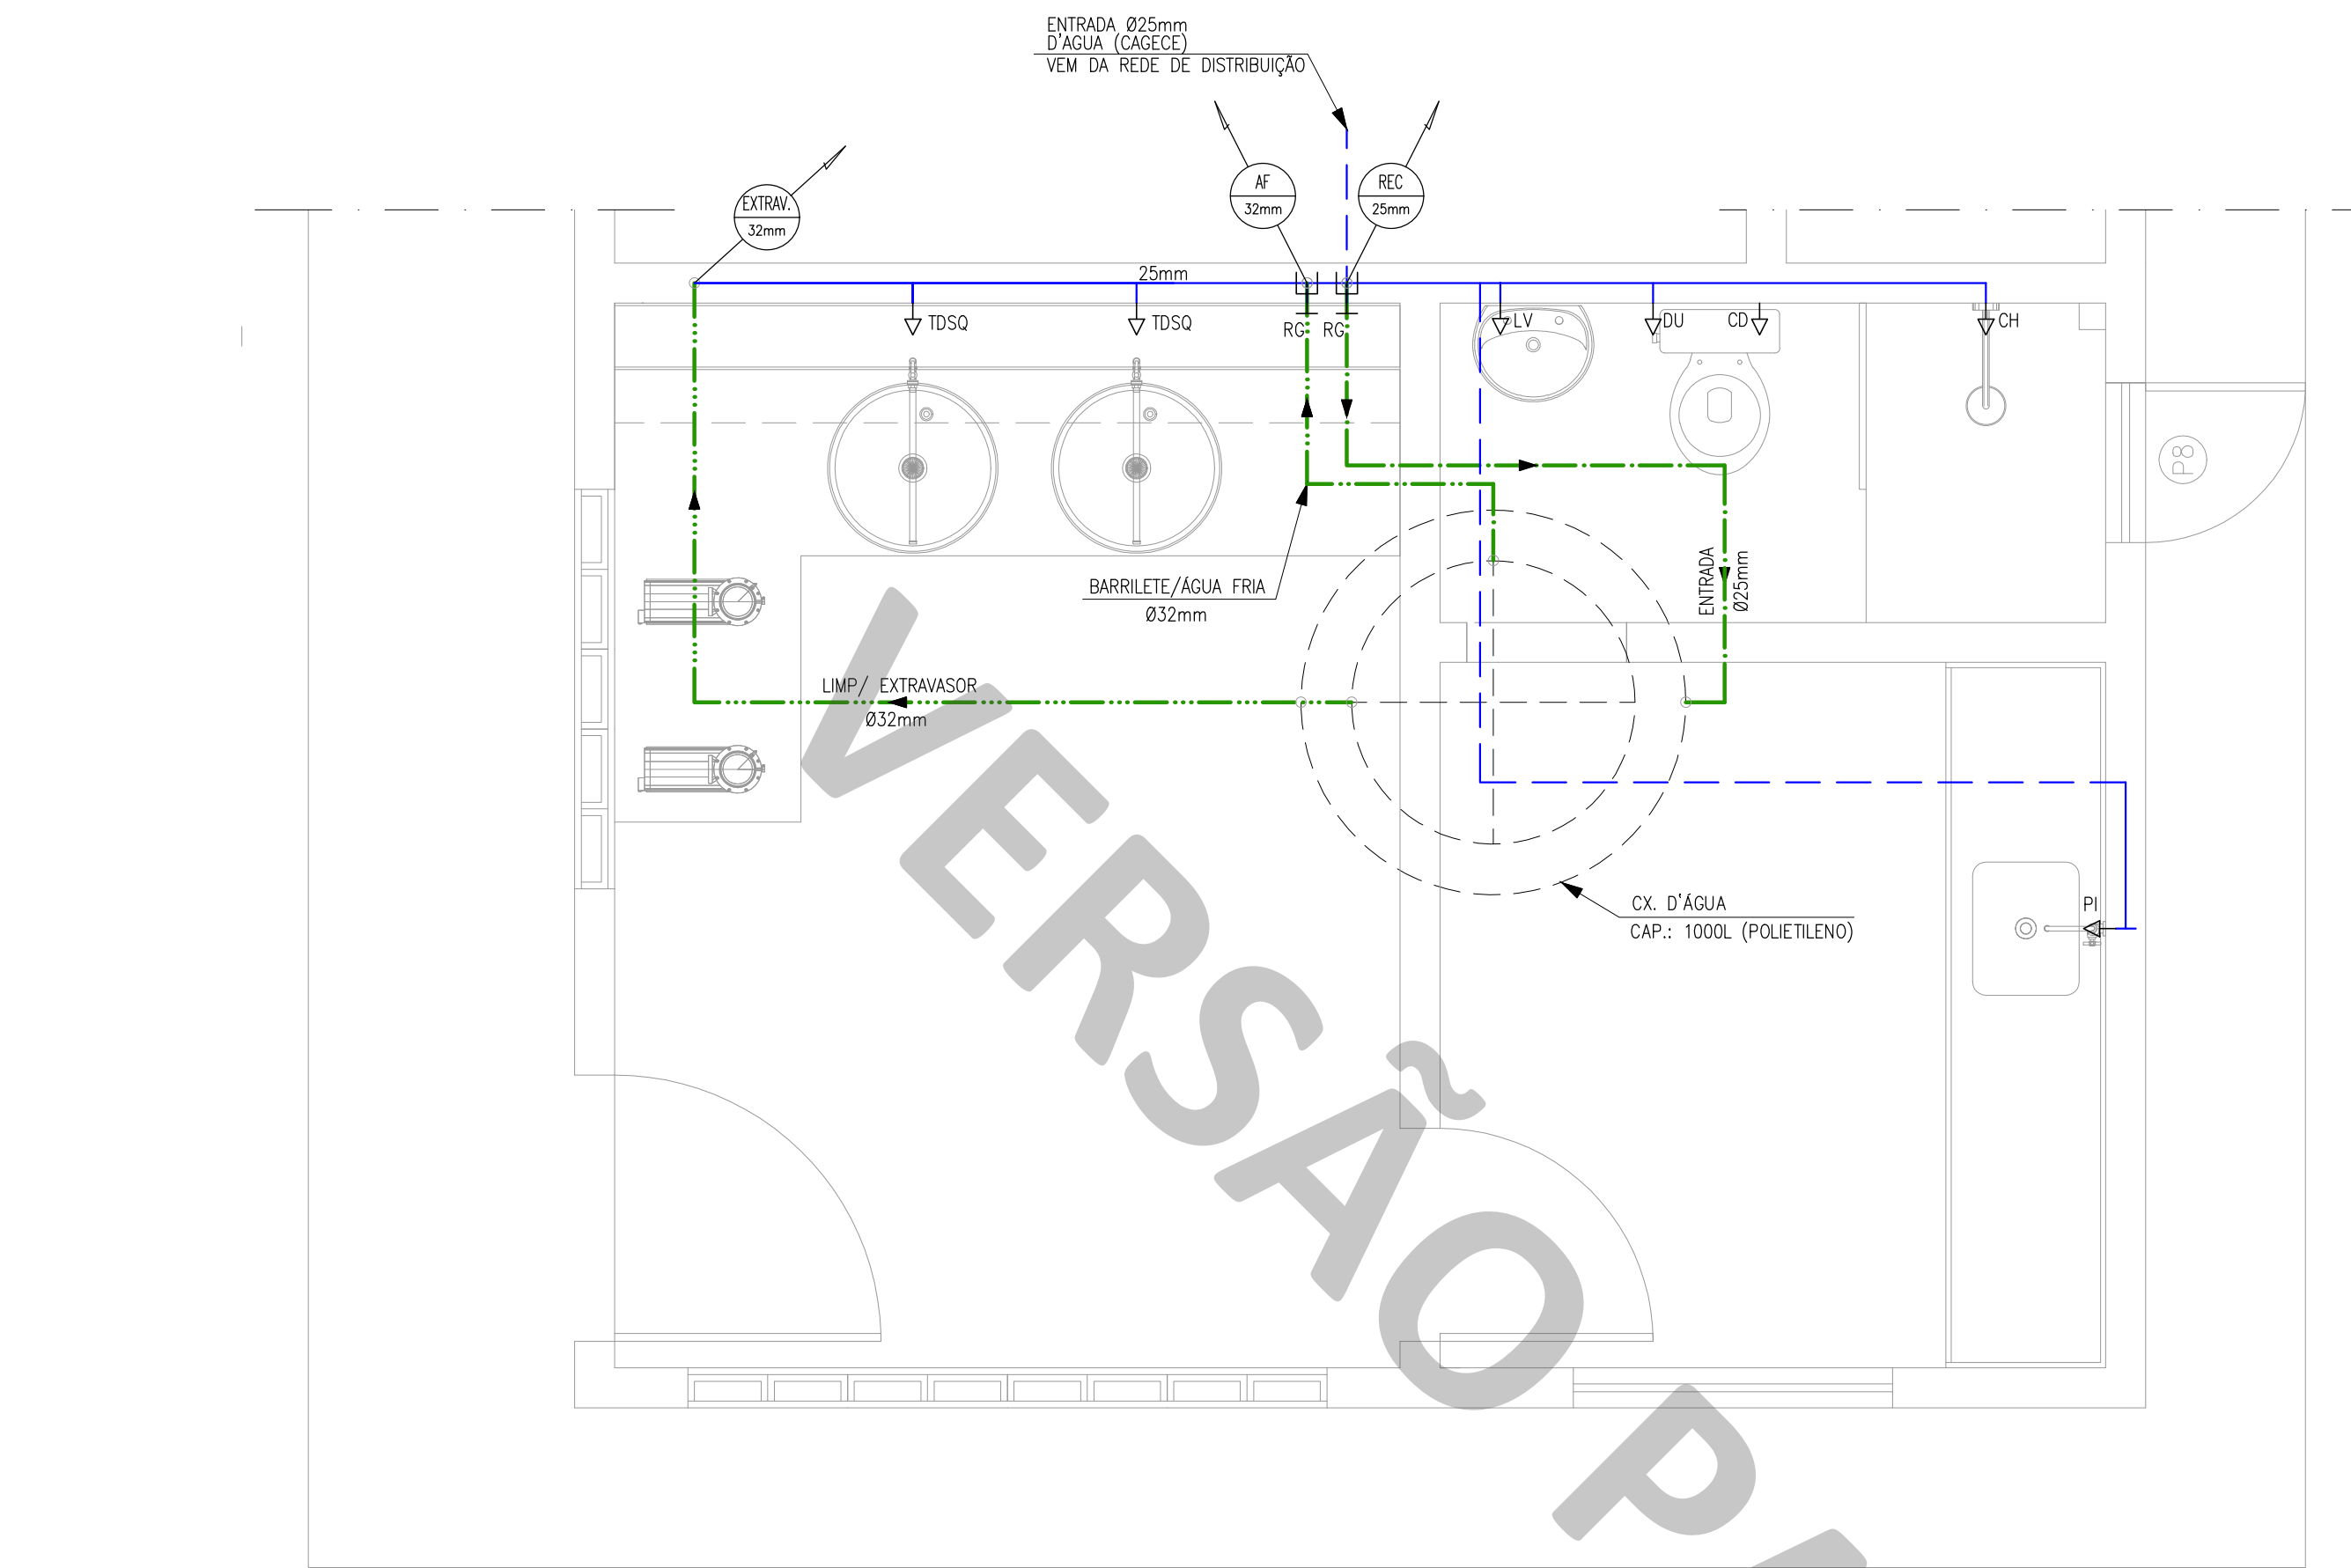 ENTRADA Ø25mm
D'AGUA (CAGECE)
VEM DA REDE DE DISTRIBUIÇÃO
EXTRAV.
32mm
AF
32mm
REC
25mm
25mm
TDSQ
TDSQ
RG
RG
LV
DU
CD
CH
PB
BARRILETE/ÁGUA FRIA
Ø32mm
ENTRADA
Ø25mm
LIMP/ EXTRAVASOR
Ø32mm
CX. D'ÁGUA
CAP.: 1000L (POLIETILENO)
PI
VERSÃO P